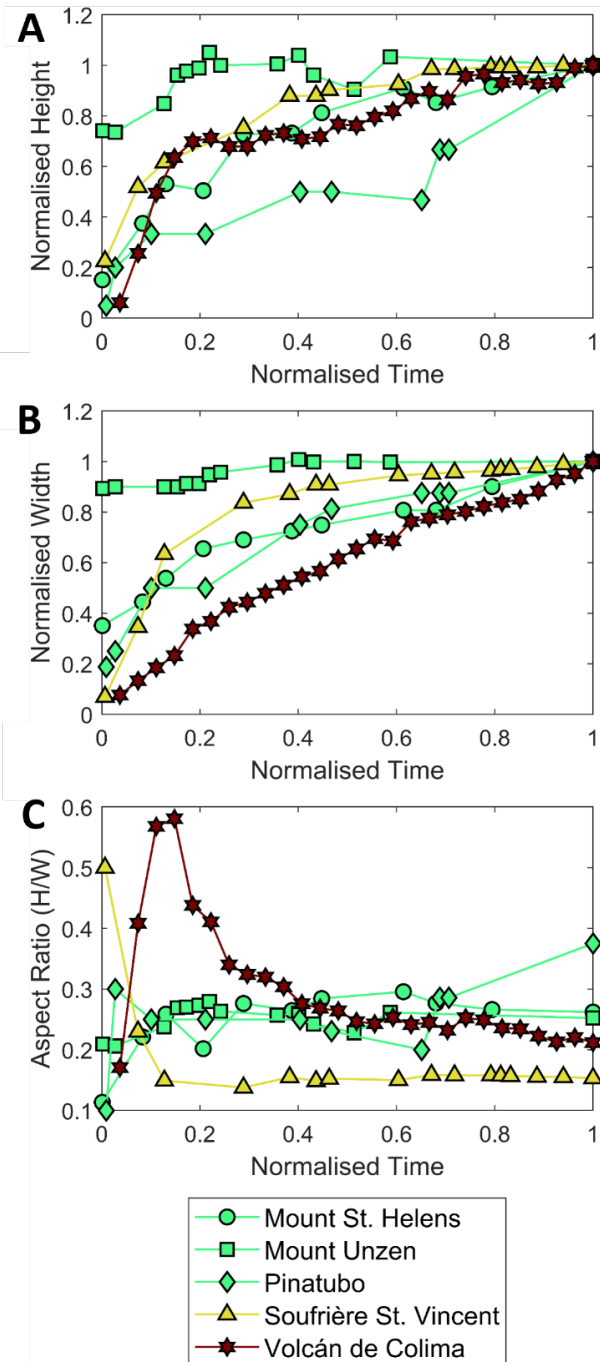 A
1.2
1
0.8
0.6
0.4
0.2
0
Normalised Height
0 0.2 0.4 0.6 0.8 1
Normalised Time
B
1.2
1
0.8
0.6
0.4
0.2
0
Normalised Width
0 0.2 0.4 0.6 0.8 1
Normalised Time
C
0.6
0.5
0.4
0.3
0.2
0.1
Aspect Ratio (H/W)
0 0.2 0.4 0.6 0.8 1
Normalised Time
Mount St. Helens
Mount Unzen
Pinatubo
Soufrière St. Vincent
Volcán de Colima